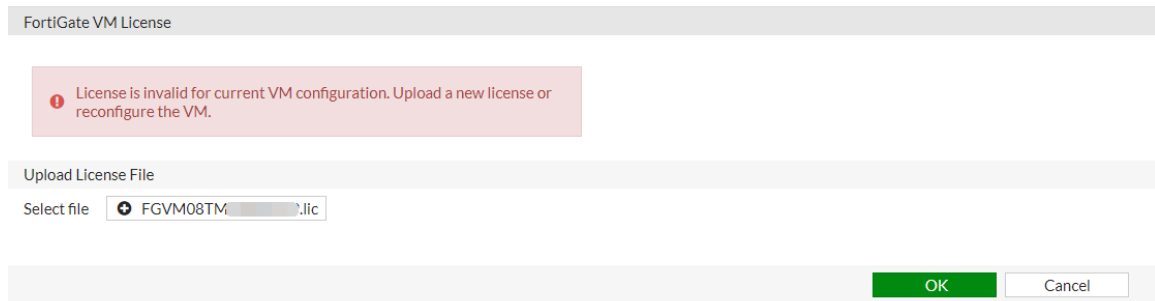 FortiGate VM License
License is invalid for current VM configuration. Upload a new license or
reconfigure the VM.
Upload License File
Select file FGVM08TM .lic
OK Cancel